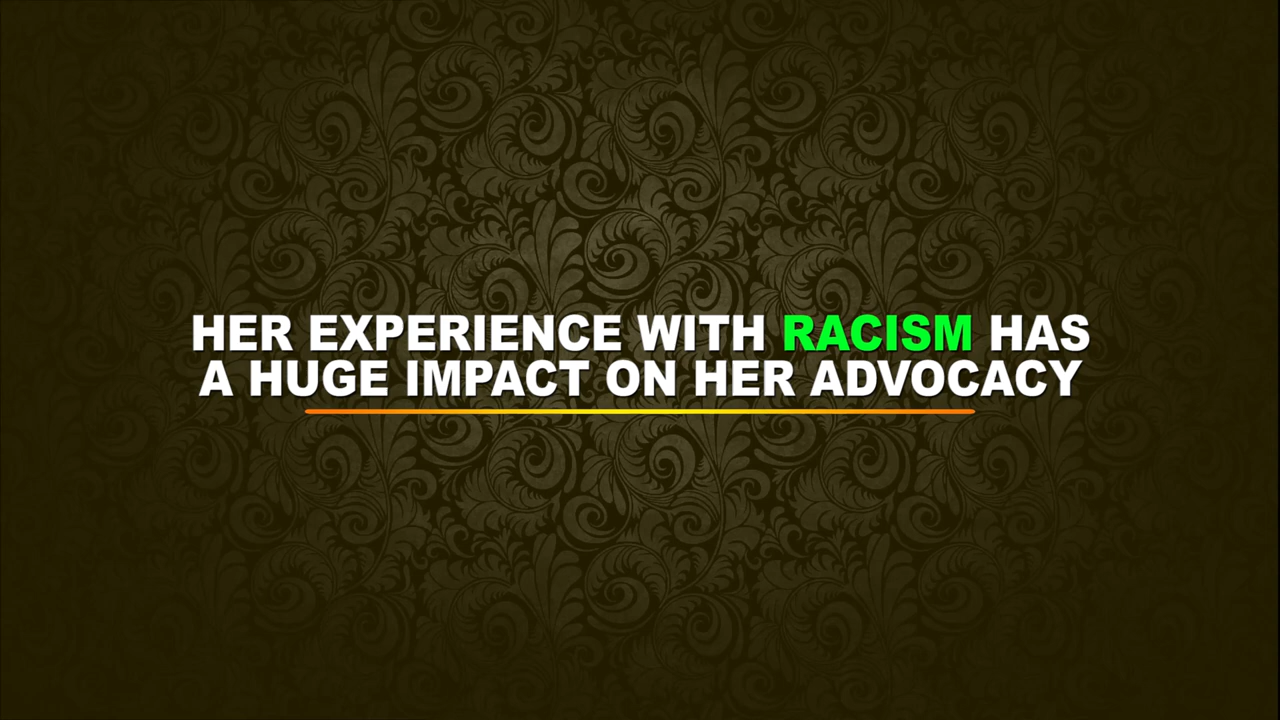 HER EXPERIENCE WITH RACISM HAS
A HUGE IMPACT ON HER ADVOCACY